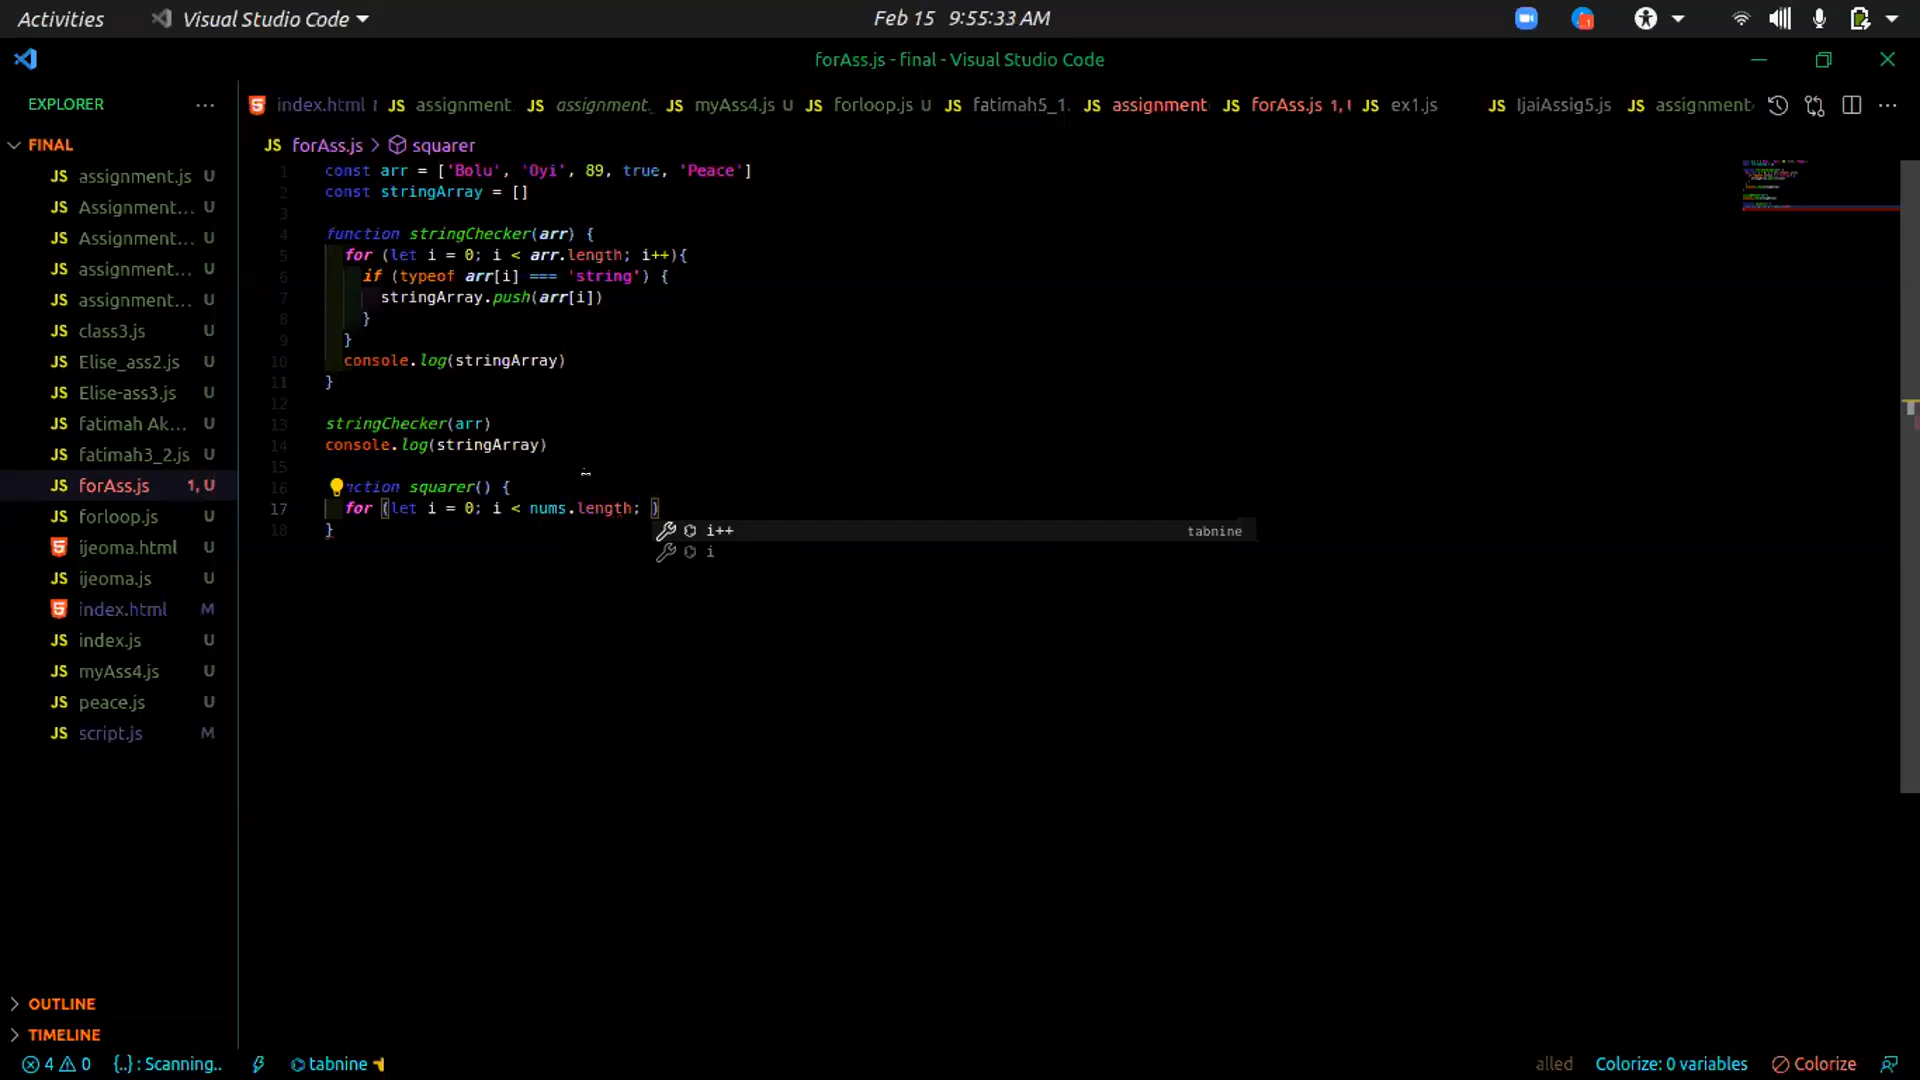 Activities Visual Studio Code Feb 15 9:55:33 AM
forAss.js - final - Visual Studio Code
EXPLORER ···
index.html JS assignment JS assignment. JS myAss4.js U JS forloop.js U JS fatimah5_1. JS assignment JS forAss.js 1, JS ex1.js JS IjaiAssig5.js JS assignment
JS forAss.js > squarer
FINAL
JS assignment.js U
JS Assignment... U
JS Assignment... U
JS assignment... U
JS assignment... U
JS class3.js U
JS Elise_ass2.js U
JS Elise-ass3.js U
JS fatimah Ak... U
JS fatimah3_2.js U
JS forAss.js 1, U
JS forloop.js U
ijeoma.html U
JS ijeoma.js U
index.html M
JS index.js U
JS myAss4.js U
JS peace.js U
JS script.js M
OUTLINE
TIMELINE
1 const arr = ['Bolu', 'Oyi', 89, true, 'Peace']
2 const stringArray = []
3
4 function stringChecker(arr) {
5 for (let i = 0; i < arr.length; i++){
6 if (typeof arr[i] === 'string') {
7 stringArray.push(arr[i])
8 }
9 }
10 console.log(stringArray)
11 }
12
13 stringChecker(arr)
14 console.log(stringArray)
15
16 nction squarer() {
17 for (let i = 0; i < nums.length; )
18 }
i++ tabnine
i
4 0 {..}: Scanning.. tabnine alled Colorize: 0 variables Colorize